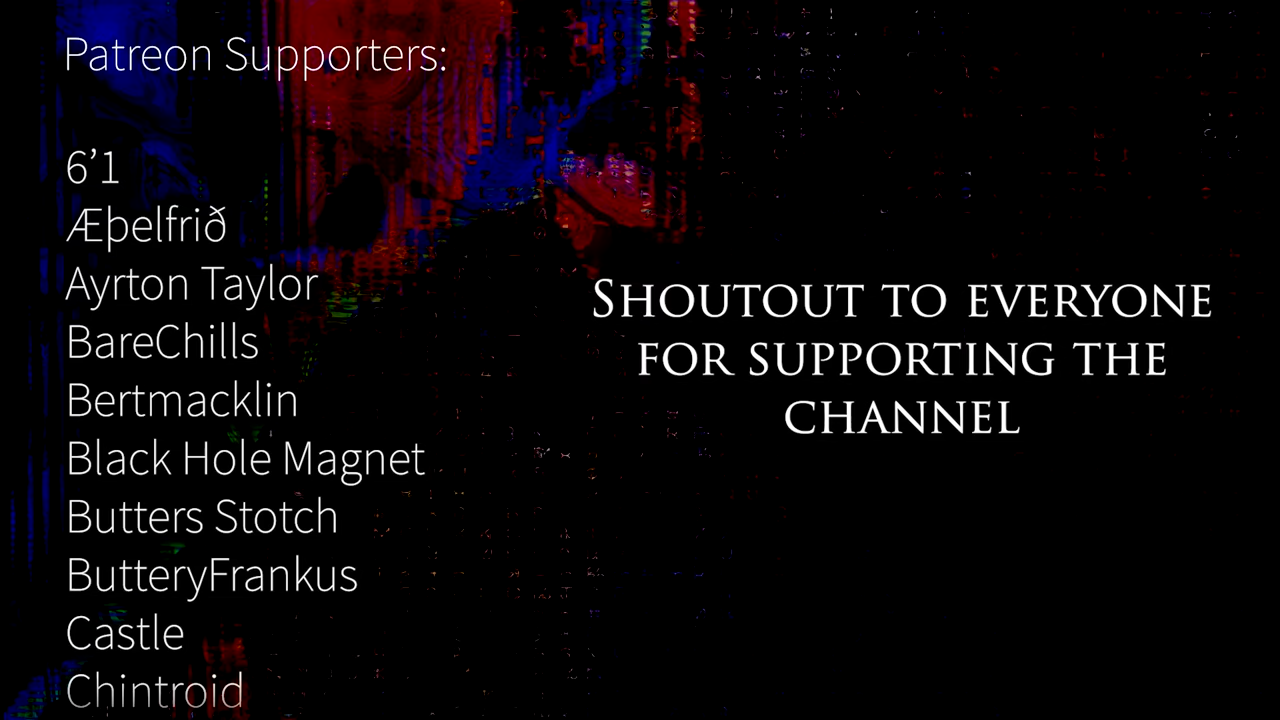 Patreon Supporters:
6’1
Æþelfrið
Ayrton Taylor
BareChills
Bertmacklin
Black Hole Magnet
Butters Stotch
ButteryFrankus
Castle
Chintroid
SHOUTOUT TO EVERYONE
FOR SUPPORTING THE
CHANNEL